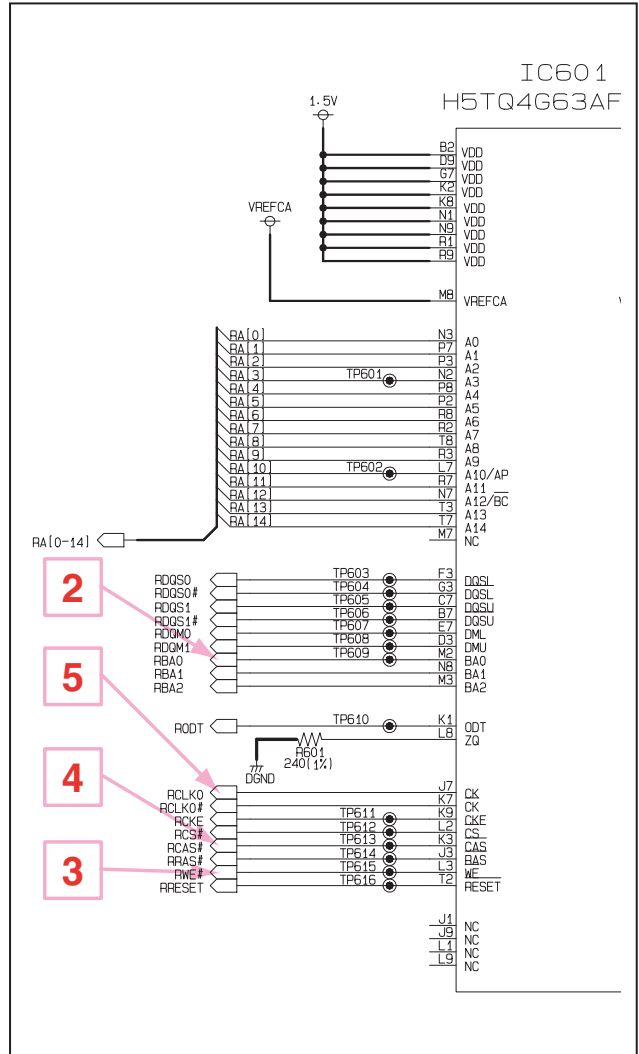 IC601
H5TQ4G63AF
1.5V
B2 VDD
D9 VDD
G7 VDD
K2 VDD
K8 VDD
N1 VDD
N9 VDD
R1 VDD
R9 VDD
VREFCA
M8 VREFCA
RA[0] N3 A0
RA[1] P7 A1
RA[2] P3 A2
RA[3] TP601 N2 A3
RA[4] P8 A4
RA[5] P2 A5
RA[6] R8 A6
RA[7] R2 A7
RA[8] T8 A8
RA[9] R3 A9
RA[10] TP602 L7 A10/AP
RA[11] R7 A11
RA[12] N7 A12/BC
RA[13] T3 A13
RA[14] T7 A14
RA[0-14] M7 NC
RDQS0 TP603 F3 DQSL
RDQS0# TP604 G3 DQSL
RDQS1 TP605 C7 DQSU
RDQS1# TP606 B7 DQSU
RDQM0 TP607 E7 DML
RDQM1 TP608 D3 DMU
RBA0 TP609 M2 BA0
RBA1 N8 BA1
RBA2 M3 BA2
2
5
RODT TP610 K1 ODT
L8 ZQ
R601
240(1%)
DGND
4
RCLK0 J7 CK
RCLK0# K7 CK
RCKE TP611 K9 CKE
RCS# TP612 L2 CS
RCAS# TP613 K3 CAS
RRAS# TP614 J3 RAS
RWE# TP615 L3 WE
RRESET TP616 T2 RESET
3
J1 NC
J9 NC
L1 NC
L9 NC